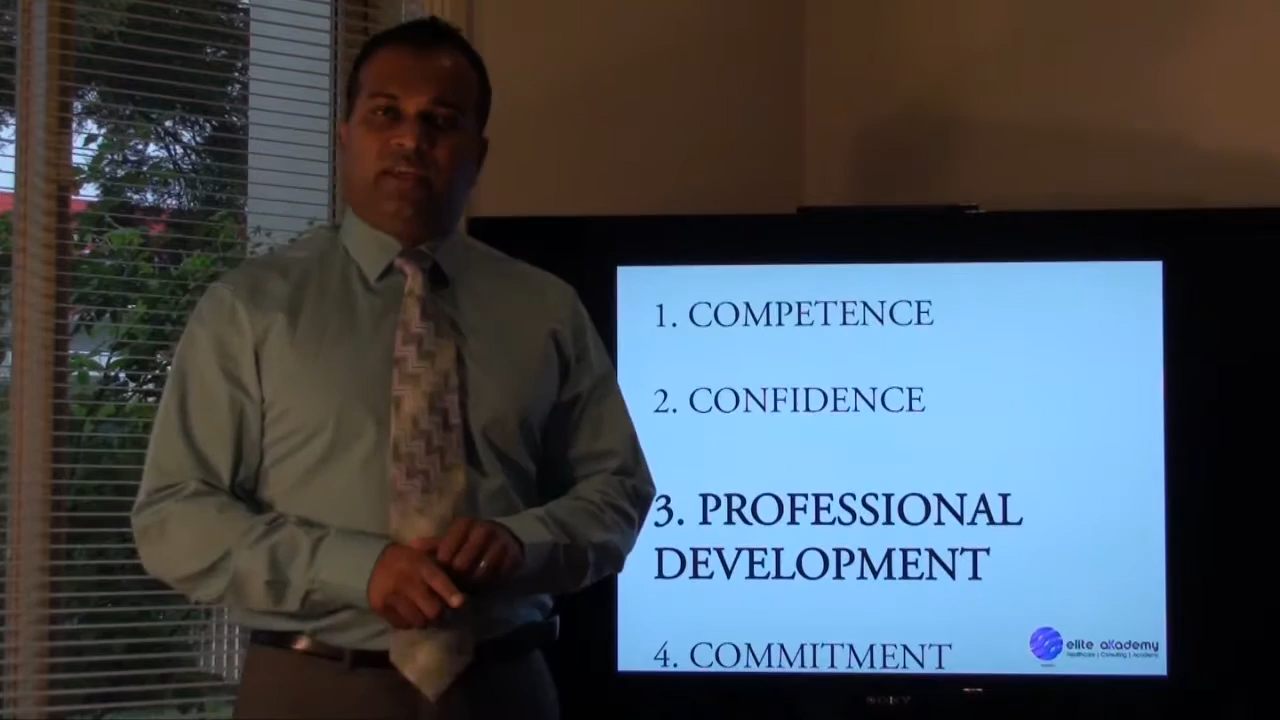 1. COMPETENCE
2. CONFIDENCE
3. PROFESSIONAL
DEVELOPMENT
4. COMMITMENT
elite aKademy
Healthcare | Consulting | Academy
SONY